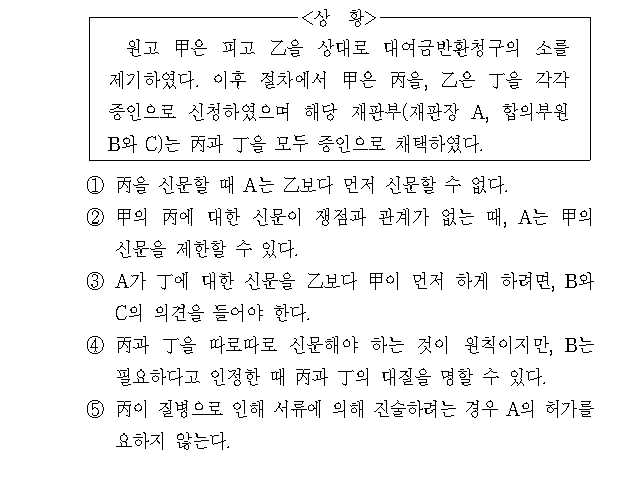 <상 황>
원고 甲은 피고 乙을 상대로 대여금반환청구의 소를
제기하였다. 이후 절차에서 甲은 丙을, 乙은 丁을 각각
증인으로 신청하였으며 해당 재판부(재판장 A, 합의부원
B와 C)는 丙과 丁을 모두 증인으로 채택하였다.
① 丙을 신문할 때 A는 乙보다 먼저 신문할 수 없다.
② 甲의 丙에 대한 신문이 쟁점과 관계가 없는 때, A는 甲의
신문을 제한할 수 있다.
③ A가 丁에 대한 신문을 乙보다 甲이 먼저 하게 하려면, B와
C의 의견을 들어야 한다.
④ 丙과 丁을 따로따로 신문해야 하는 것이 원칙이지만, B는
필요하다고 인정한 때 丙과 丁의 대질을 명할 수 있다.
⑤ 丙이 질병으로 인해 서류에 의해 진술하려는 경우 A의 허가를
요하지 않는다.